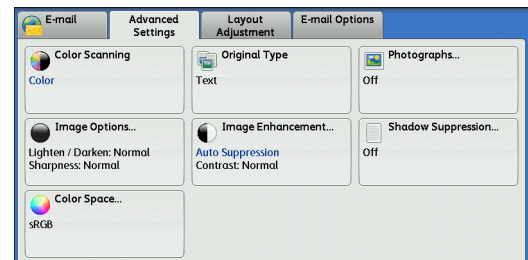 E-mail
Advanced Settings
Layout Adjustment
E-mail Options
Color Scanning
Color
Original Type
Text
Photographs...
Off
Image Options...
Lighten / Darken: Normal
Sharpness: Normal
Image Enhancement...
Auto Suppression
Contrast: Normal
Shadow Suppression...
Off
Color Space...
sRGB